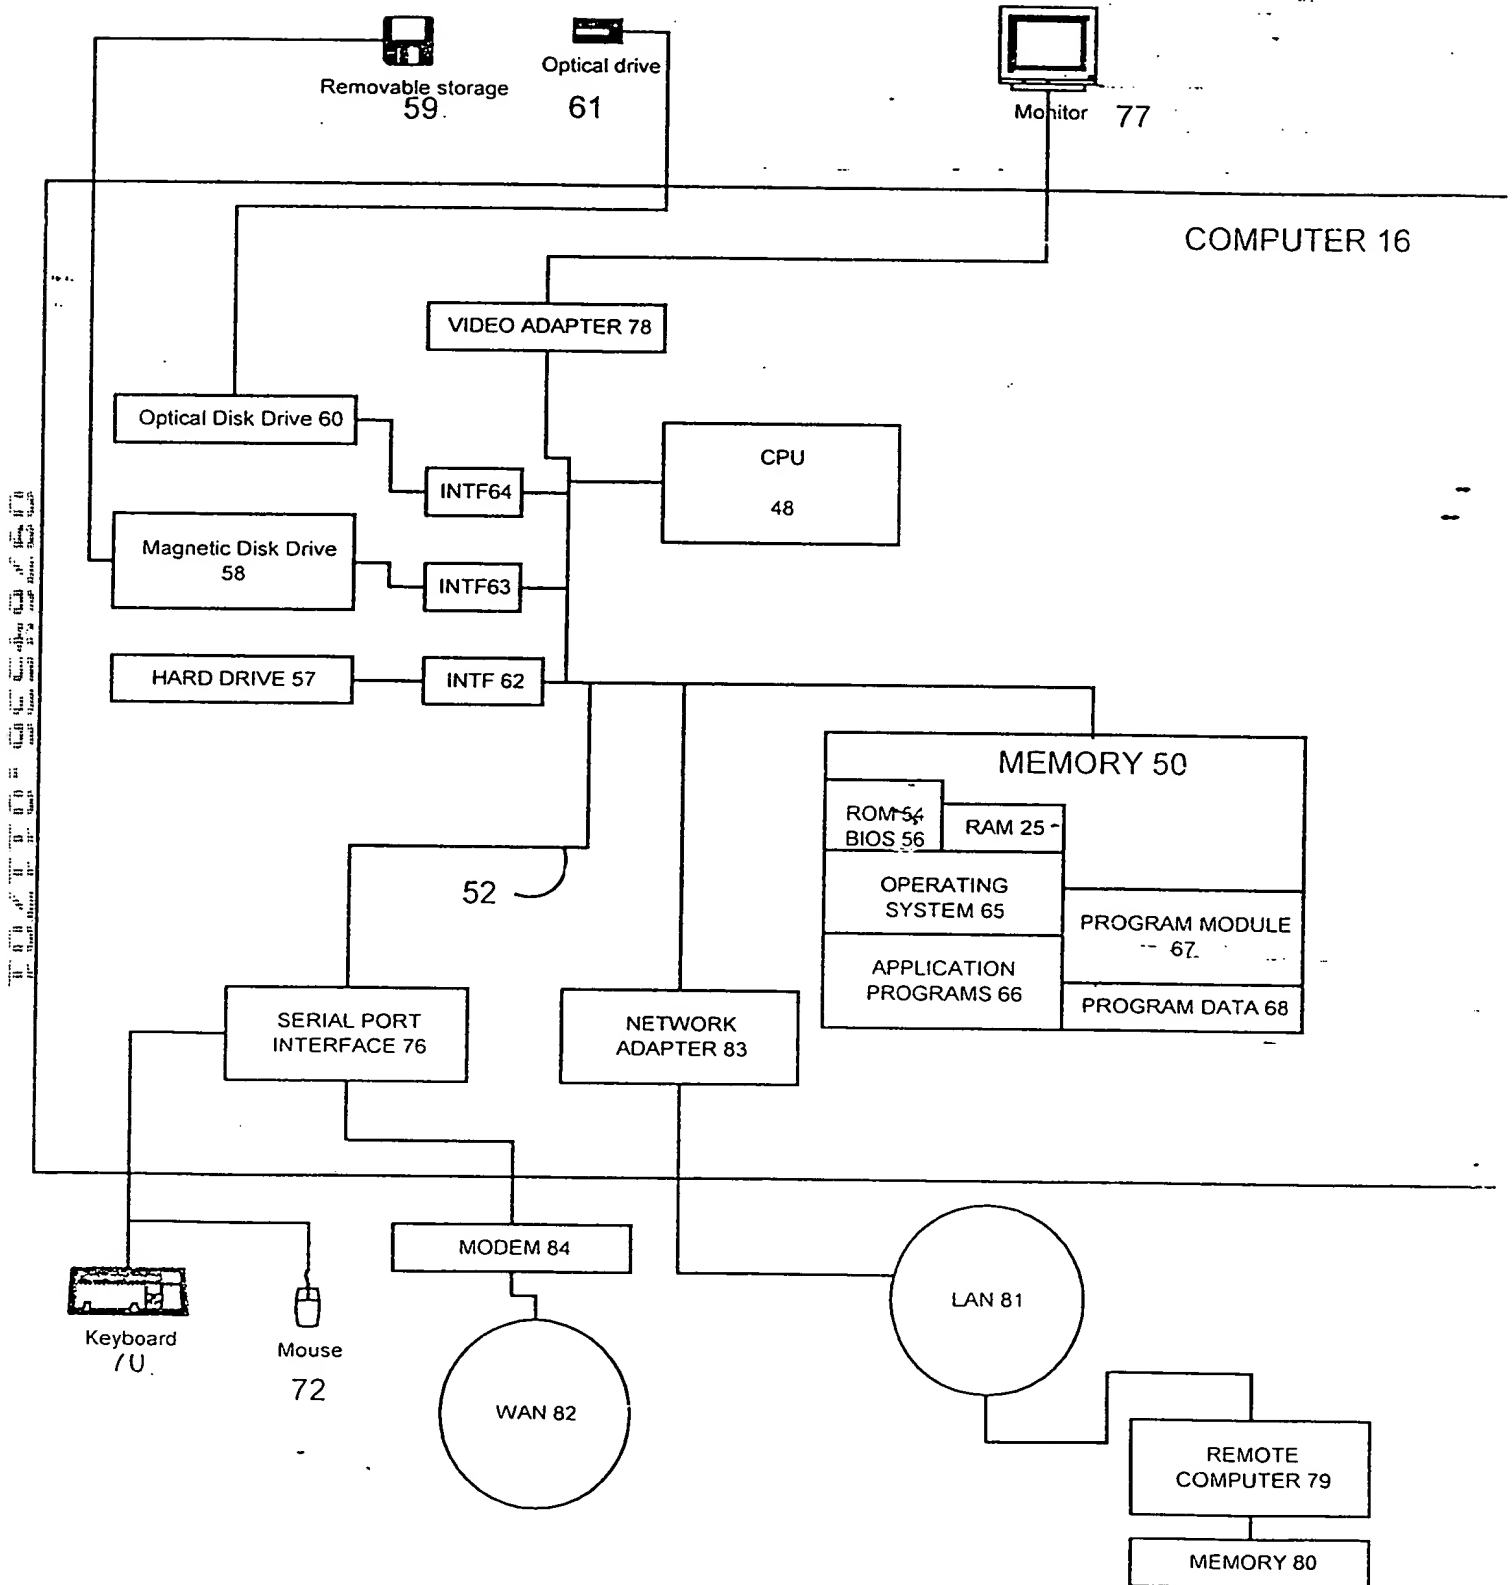 Removable storage
59
Optical drive
61
Monitor 77
COMPUTER 16
VIDEO ADAPTER 78
Optical Disk Drive 60
CPU
48
INTF64
Magnetic Disk Drive
58
INTF63
HARD DRIVE 57
INTF 62
MEMORY 50
ROM 54
BIOS 56
RAM 25
OPERATING
SYSTEM 65
PROGRAM MODULE
67
APPLICATION
PROGRAMS 66
PROGRAM DATA 68
52
SERIAL PORT
INTERFACE 76
NETWORK
ADAPTER 83
MODEM 84
LAN 81
Keyboard
70
Mouse
72
WAN 82
REMOTE
COMPUTER 79
MEMORY 80